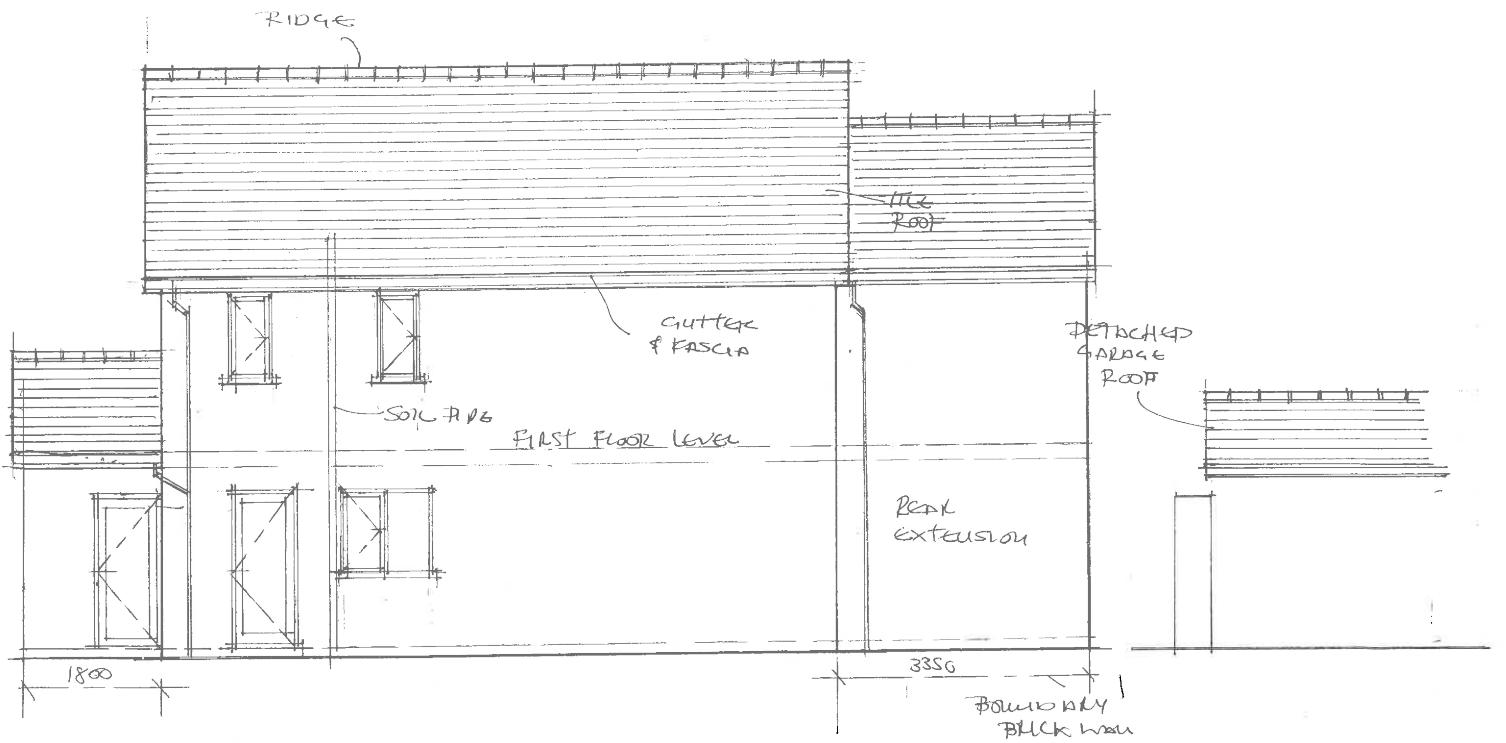 RIDGE
TILE
ROOF
GUTTER
& FASCIA
DETACHED
GARAGE
ROOF
SOIL PIPE
FIRST FLOOR LEVEL
REAR
EXTENSION
1800
3350
BOUNDARY
BRICK WALL